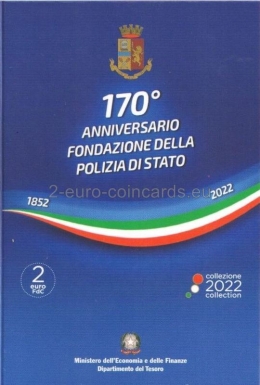 170°
ANNIVERSARIO
FONDAZIONE DELLA
POLIZIA DI STATO
2-euro-coincards.eu
1852
2022
2
euro
FdC
collezione
2022
collection
Ministero dell'Economia e delle Finanze
Dipartimento del Tesoro